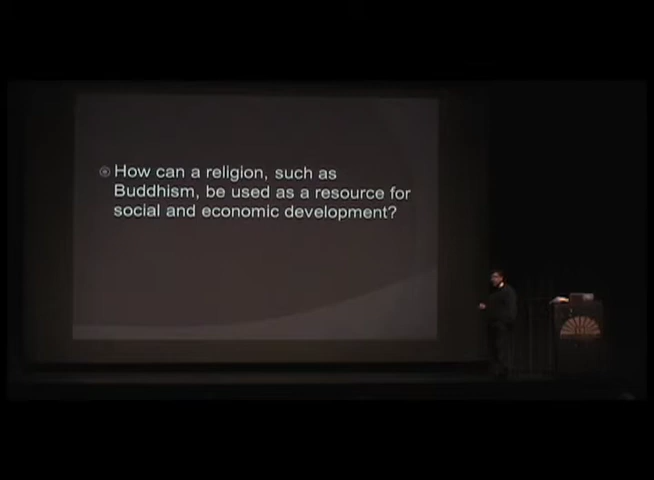 How can a religion, such as
Buddhism, be used as a resource for
social and economic development?